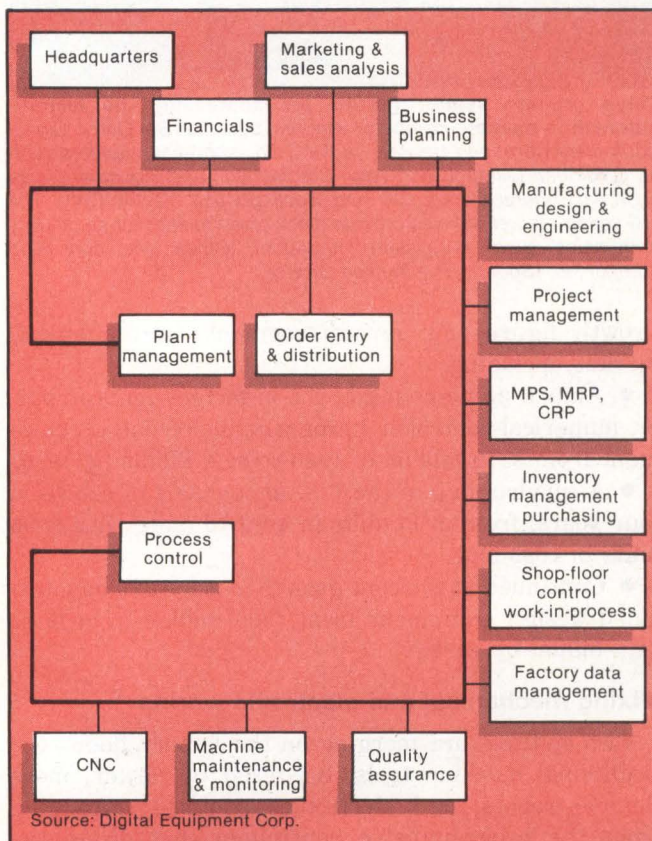 Headquarters
Marketing &
sales analysis
Financials
Business
planning
Manufacturing
design &
engineering
Plant
management
Order entry
& distribution
Project
management
MPS, MRP,
CRP
Inventory
management
purchasing
Process
control
Shop-floor
control
work-in-process
Factory data
management
CNC
Machine
maintenance
& monitoring
Quality
assurance
Source: Digital Equipment Corp.